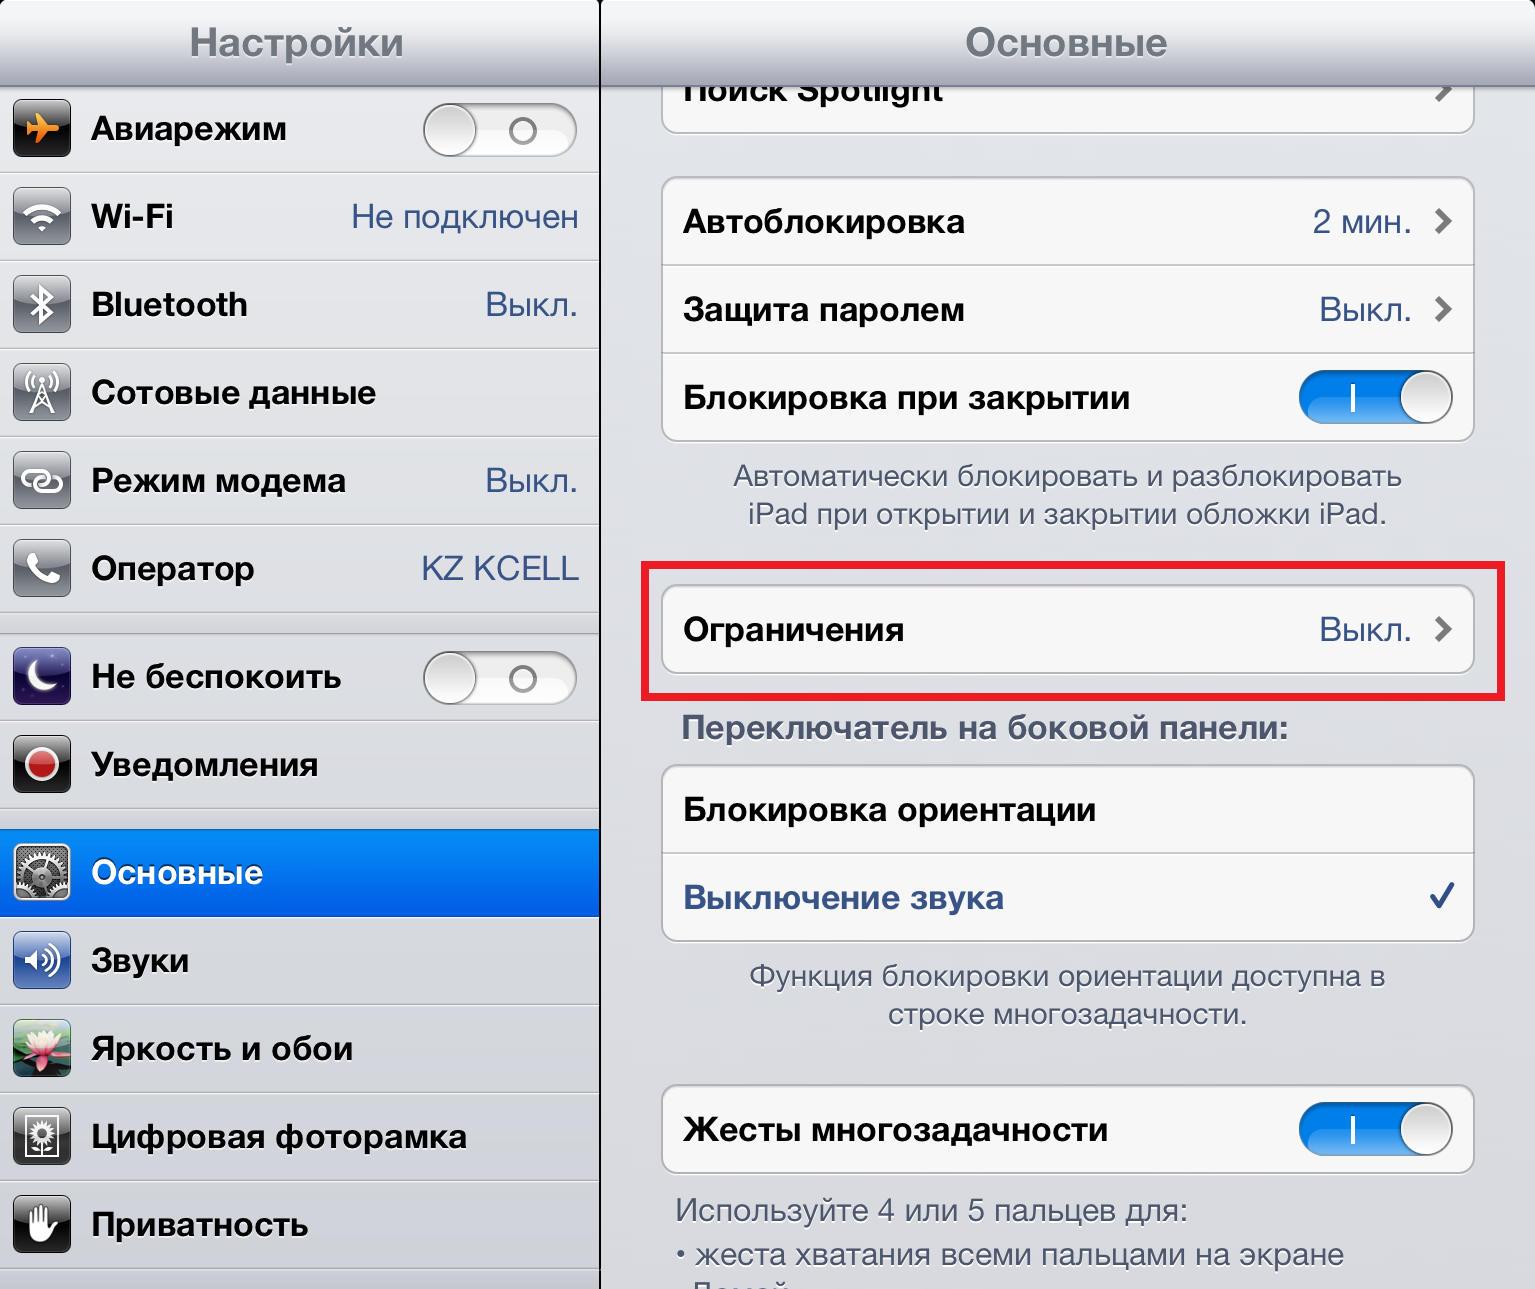 Настройки
Авиарежим
Wi-Fi Не подключен
Bluetooth Выкл.
Сотовые данные
Режим модема Выкл.
Оператор KZ KCELL
Не беспокоить
Уведомления
Основные
Звуки
Яркость и обои
Цифровая фоторамка
Приватность
Основные
Поиск Spotlight
Автоблокировка 2 мин.
Защита паролем Выкл.
Блокировка при закрытии
Автоматически блокировать и разблокировать
iPad при открытии и закрытии обложки iPad.
Ограничения Выкл.
Переключатель на боковой панели:
Блокировка ориентации
Выключение звука
Функция блокировки ориентации доступна в
строке многозадачности.
Жесты многозадачности
Используйте 4 или 5 пальцев для:
• жеста хватания всеми пальцами на экране